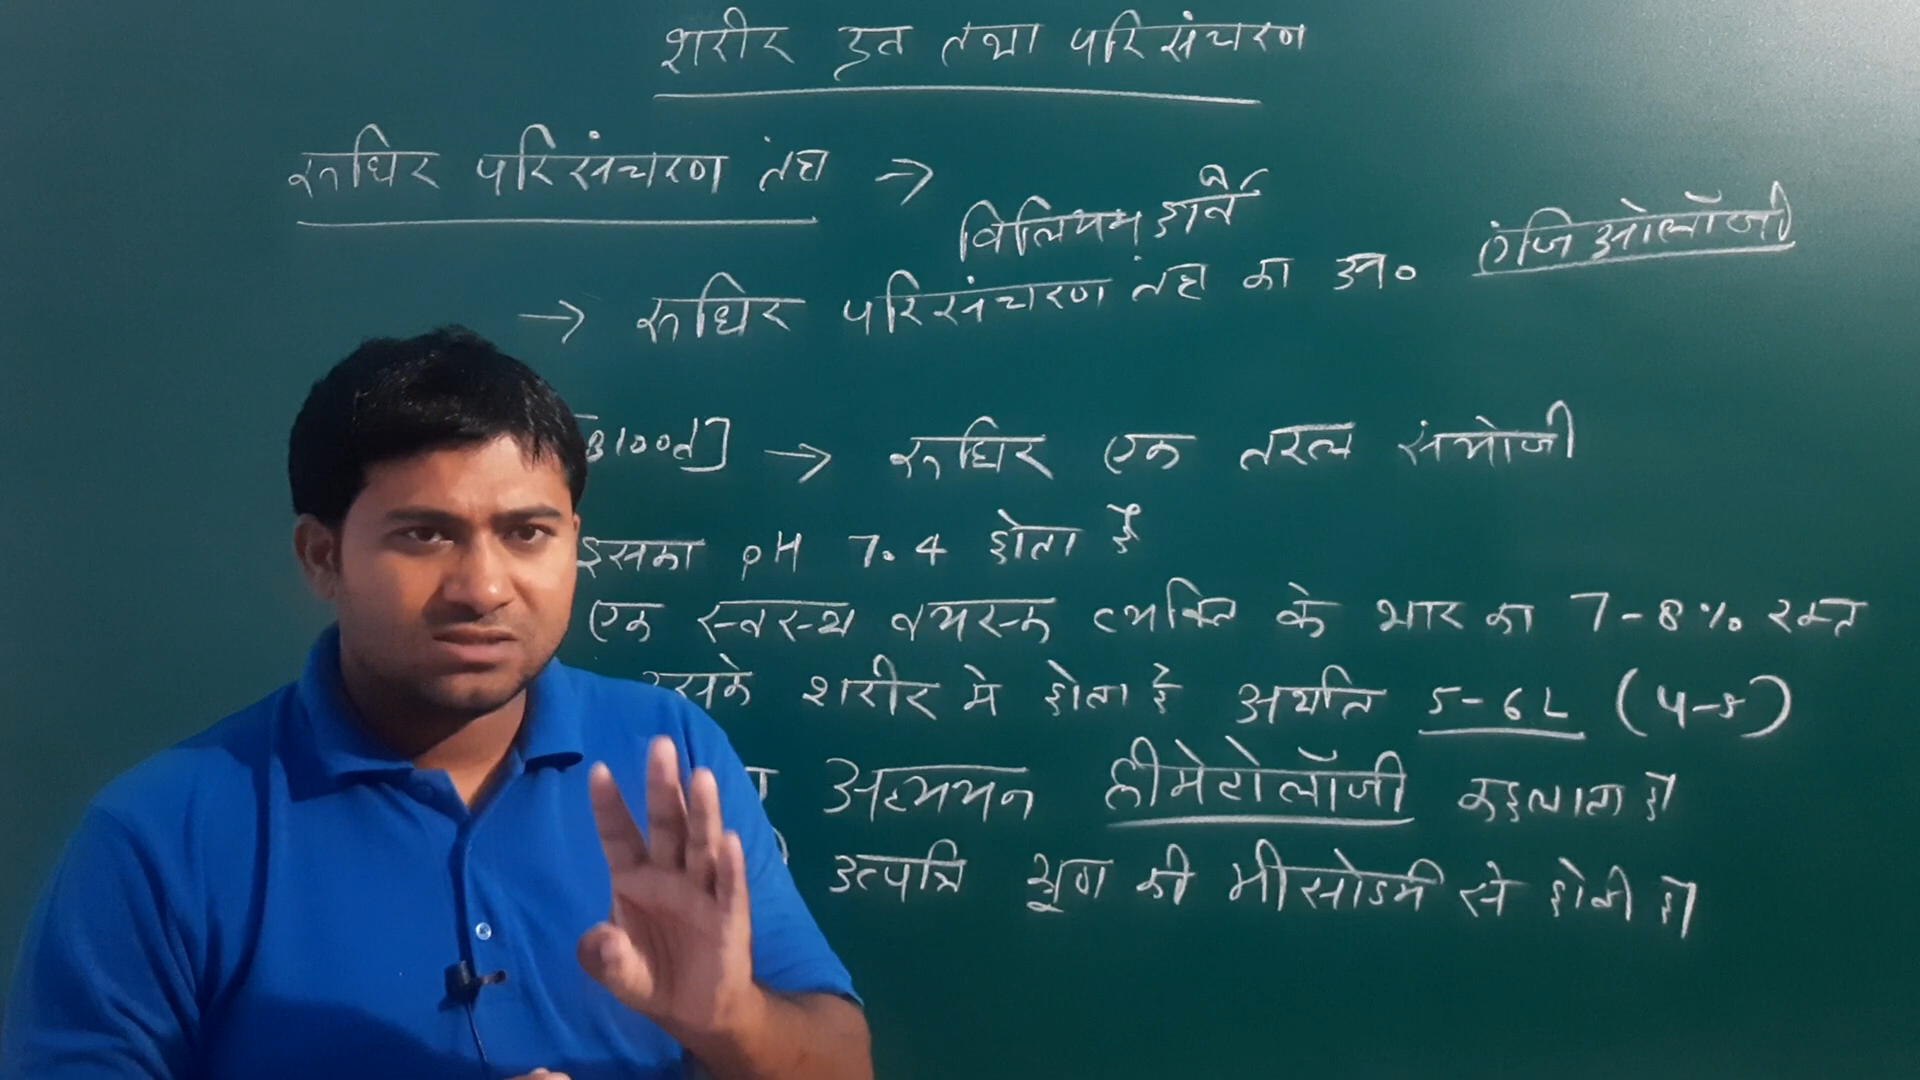 शरीर द्रव तथा परिसंचरण
रुधिर परिसंचरण तंत्र →
विलियम हार्वे
→ रुधिर परिसंचरण तंत्र का अ० एंजिओलॉजी
Blood] → रुधिर एक तरल संयोजी
इसका pH 7.4 होता है
एक स्वस्थ वयस्क व्यक्ति के भार का 7-8% रक्त
उसके शरीर मे होता है अर्थात 5-6L (4-5)
अध्ययन हीमेटोलॉजी कहलाता है
उत्पत्ति भ्रूण की मीसोडर्म से होती है